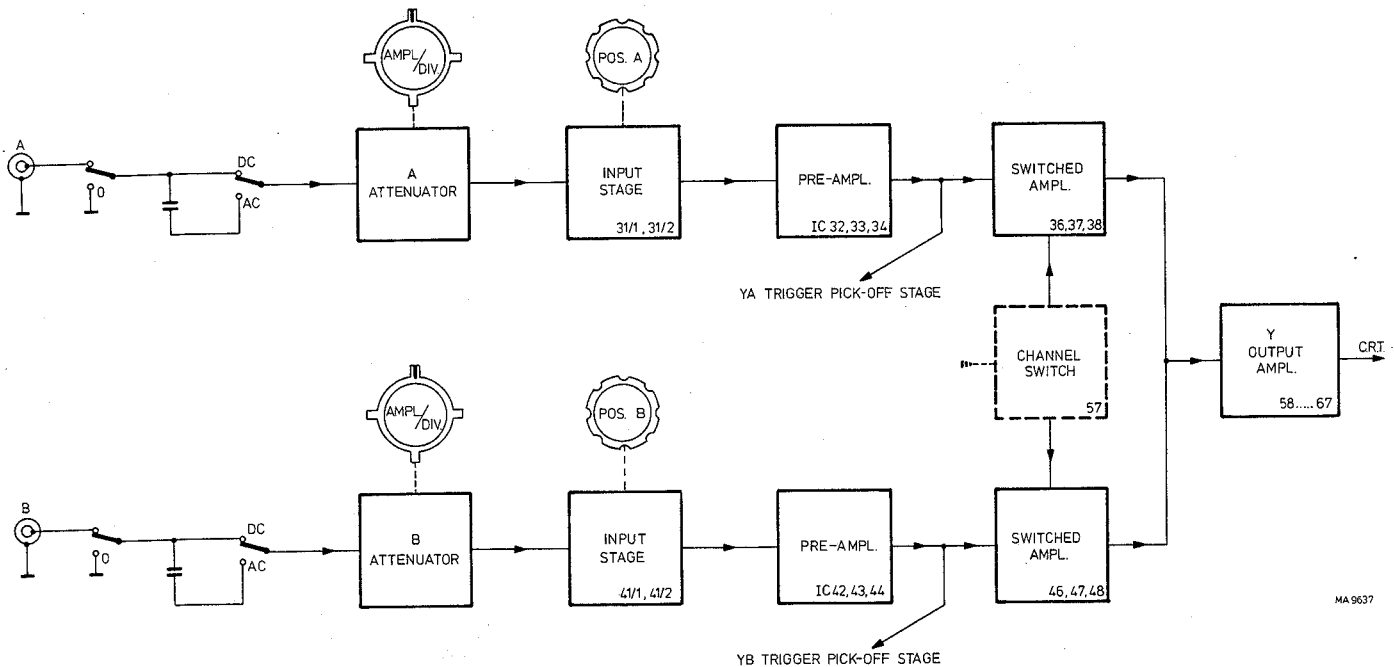 AMPL/
DIV.
POS. A
A
0
DC
AC
A
ATTENUATOR
INPUT
STAGE
31/1, 31/2
PRE-AMPL.
IC 32, 33, 34
SWITCHED
AMPL.
36, 37, 38
YA TRIGGER PICK-OFF STAGE
CHANNEL
SWITCH
57
Y
OUTPUT
AMPL.
58.....67
C.R.T.
AMPL/
DIV.
POS. B
B
0
DC
AC
B
ATTENUATOR
INPUT
STAGE
41/1, 41/2
PRE-AMPL.
IC 42, 43, 44
SWITCHED
AMPL.
46, 47, 48
MA 9637
YB TRIGGER PICK-OFF STAGE